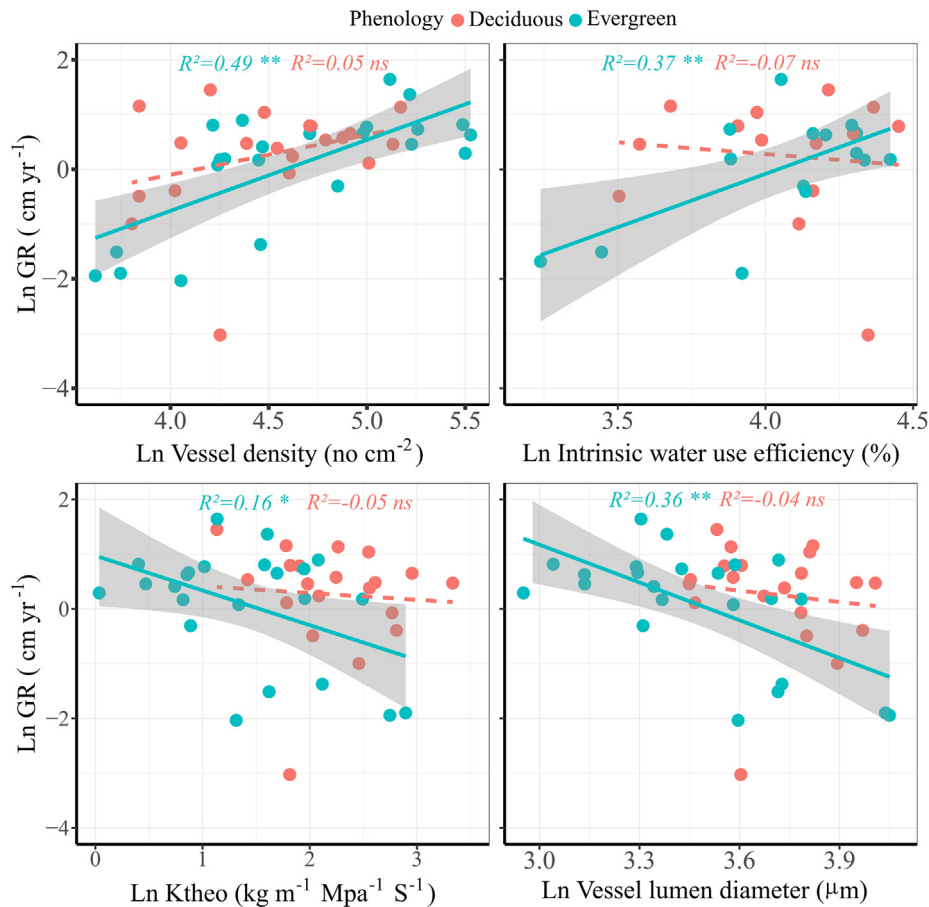 Phenology Deciduous Evergreen
R²=0.49 ** R²=0.05 ns
R²=0.37 ** R²=-0.07 ns
Ln GR ( cm yr⁻¹)
2
0
−2
−4
4.0 4.5 5.0 5.5
3.5 4.0 4.5
Ln Vessel density (no cm⁻²)
Ln Intrinsic water use efficiency (%)
R²=0.16 * R²=-0.05 ns
R²=0.36 ** R²=-0.04 ns
Ln GR ( cm yr⁻¹)
2
0
−2
−4
0 1 2 3
3.0 3.3 3.6 3.9
Ln Ktheo (kg m⁻¹ Mpa⁻¹ S⁻¹)
Ln Vessel lumen diameter (μm)